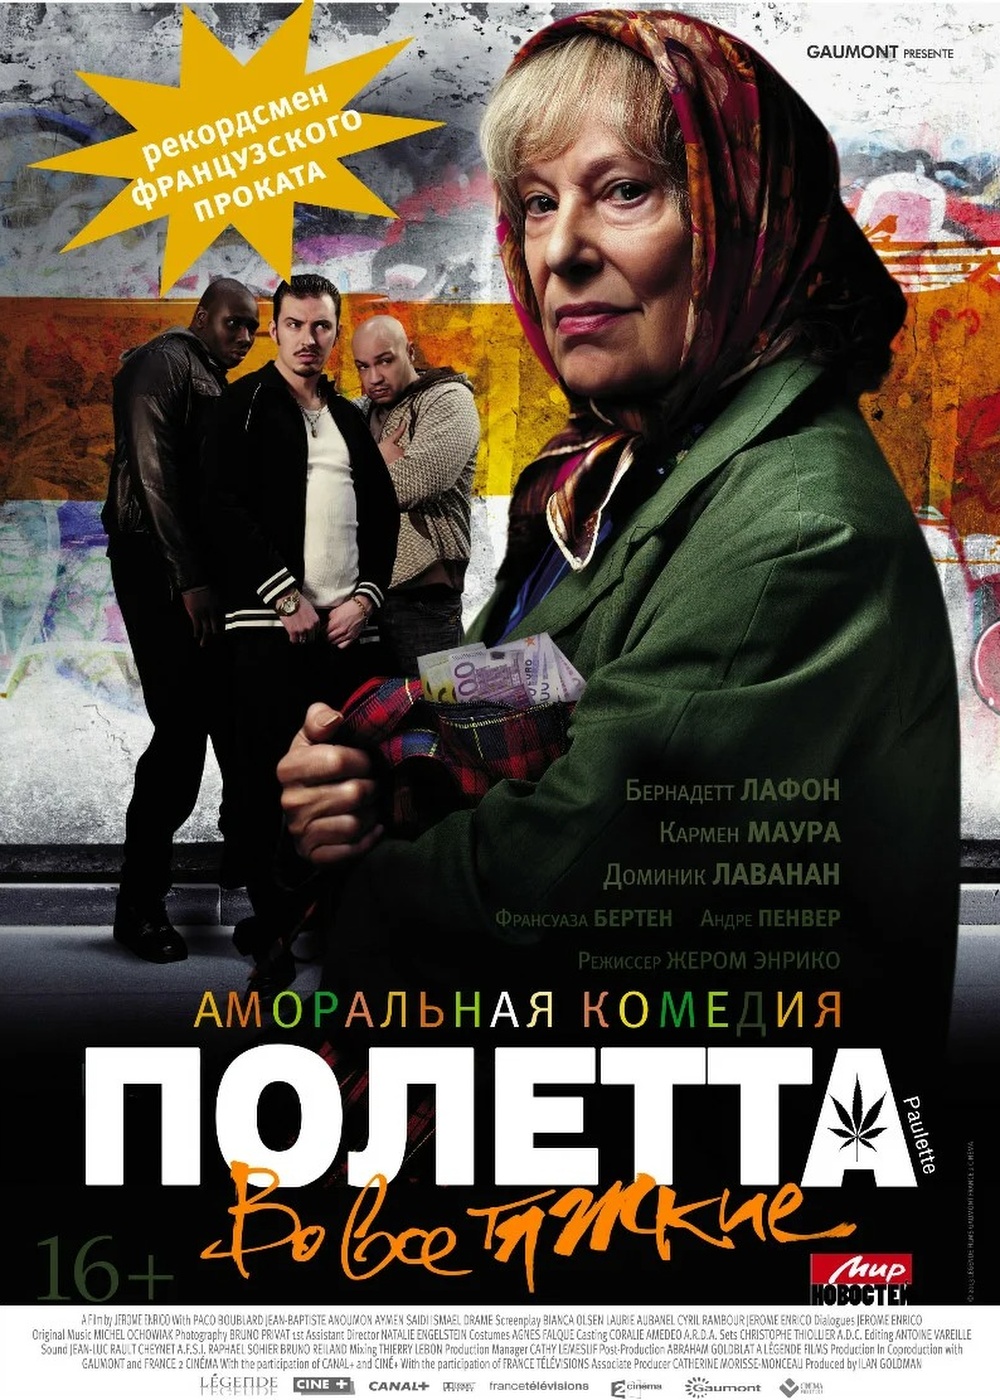 GAUMONT PRESENTE
рекордсмен
ФРАНЦУЗСКОГО
ПРОКАТА
500
EURO
БЕРНАДЕТТ ЛАФОН
КАРМЕН МАУРА
ДОМИНИК ЛАВАНАН
ФРАНСУАЗА БЕРТЕН АНДРЕ ПЕНВЕР
РЕЖИССЕР ЖЕРОМ ЭНРИКО
АМОРАЛЬНАЯ КОМЕДИЯ
ПОЛЕТТА
Paulette
Во все тяжкие
16+
Мир
НОВОСТЕЙ
A Film by JEROME ENRICO With PACO BOUBLARD JEAN-BAPTISTE ANOUMON AYMEN SAIDI ISMAEL DRAME Screenplay BIANCA OLSEN LAURIE AUBANEL CYRIL RAMBOUR JEROME ENRICO Dialogues JEROME ENRICO
Original Music MICHEL OCHOWIAK Photography BRUNO PRIVAT 1st Assistant Director NATALIE ENGELSTEIN Costumes AGNES FALQUE Casting CORALIE AMEDEO A.R.D.A. Sets CHRISTOPHE THIOLLIER A.D.C. Editing ANTOINE VAREILLE
Sound JEAN-LUC RAULT CHEYNET A.F.S.I. RAPHAEL SOHIER BRUNO REILAND Mixing THIERRY LEBON Production Manager CATHY LEMESLIF Post-Production ABRAHAM GOLDBLAT A LÉGENDE FILMS Production In Coproduction with
GAUMONT and FRANCE 2 CINÉMA With the participation of CANAL+ and CINÉ+ With the participation of FRANCE TÉLÉVISIONS Associate Producer CATHERINE MORISSE-MONCEAU Produced by ILAN GOLDMAN
LÉGENDE CINE+ CANAL+ francetélévisions 2 cinéma Gaumont